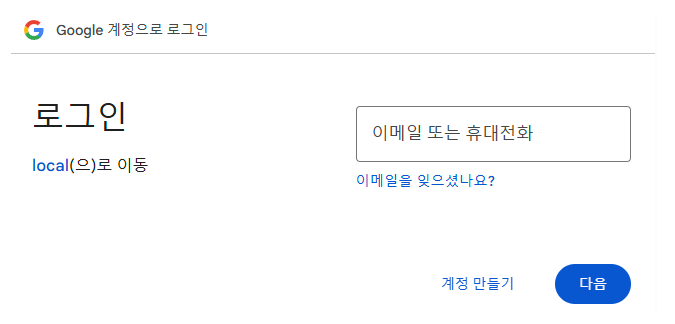 Google 계정으로 로그인
로그인
local(으)로 이동
이메일 또는 휴대전화
이메일을 잊으셨나요?
계정 만들기
다음